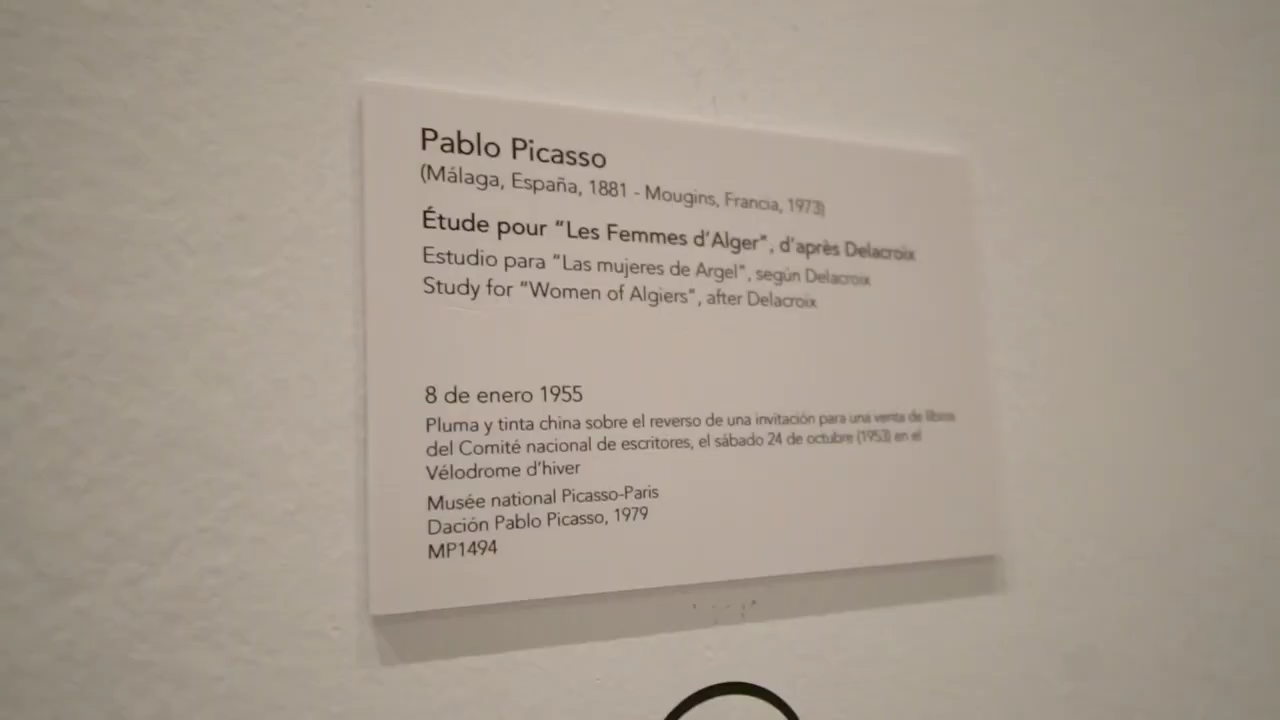 Pablo Picasso
(Málaga, España, 1881 - Mougins, Francia, 1973)
Étude pour “Les Femmes d’Alger”, d’après Delacroix
Estudio para “Las mujeres de Argel”, según Delacroix
Study for “Women of Algiers”, after Delacroix
8 de enero 1955
Pluma y tinta china sobre el reverso de una invitación para una venta de libros
del Comité nacional de escritores, el sábado 24 de octubre (1953) en el
Vélodrome d’hiver
Musée national Picasso-Paris
Dación Pablo Picasso, 1979
MP1494